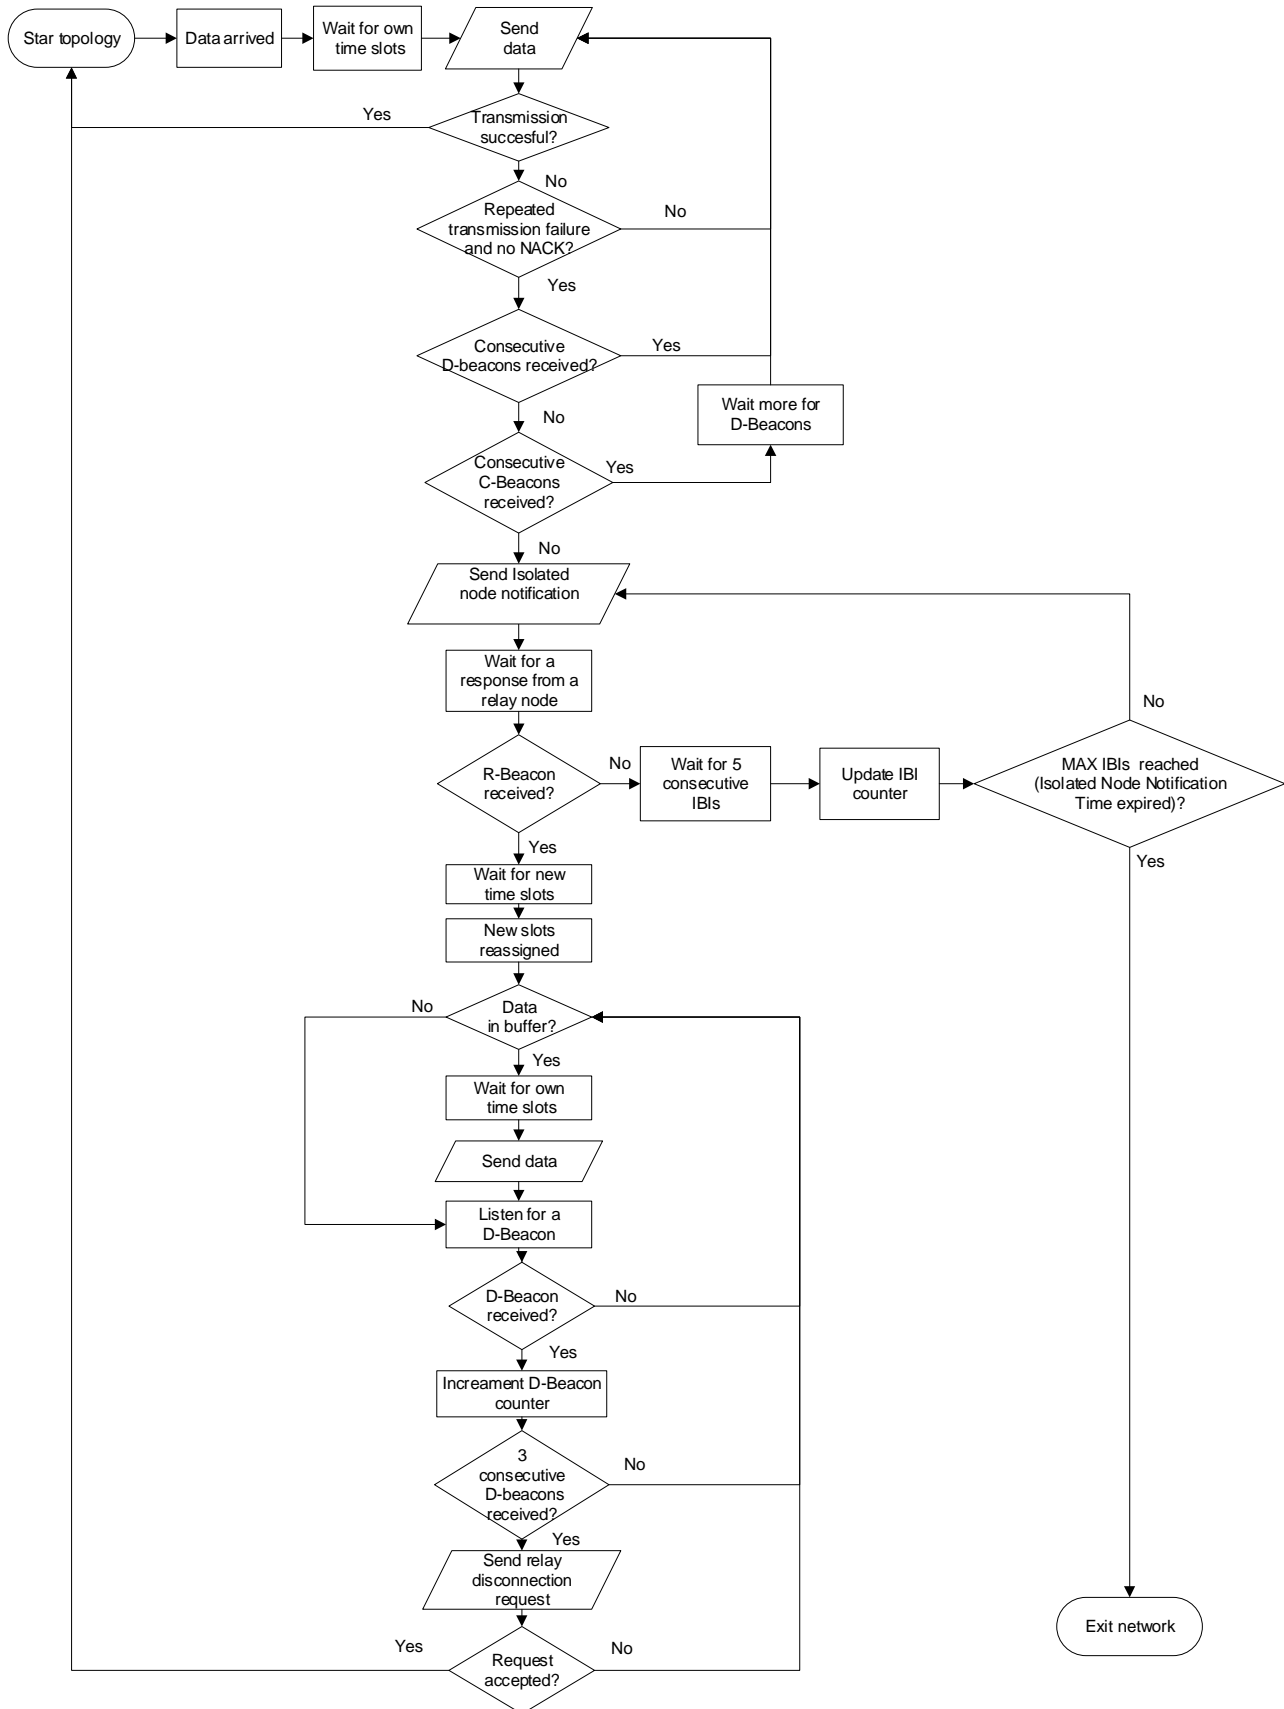 Star topology
Data arrived
Wait for own
time slots
Send
data
Yes
Transmission
succesful?
No
Repeated
transmission failure
and no NACK?
No
Yes
Consecutive
D-beacons received?
Yes
No
Wait more for
D-Beacons
Consecutive
C-Beacons
received?
Yes
No
Send Isolated
node notification
Wait for a
response from a
relay node
No
R-Beacon
received?
No
Wait for 5
consecutive
IBIs
Update IBI
counter
MAX IBIs reached
(Isolated Node Notification
Time expired)?
Yes
Yes
Wait for new
time slots
New slots
reassigned
No
Data
in buffer?
Yes
Wait for own
time slots
Send data
Listen for a
D-Beacon
D-Beacon
received?
No
Yes
Increament D-Beacon
counter
3
consecutive
D-beacons
received?
No
Yes
Send relay
disconnection
request
Exit network
Yes
Request
accepted?
No